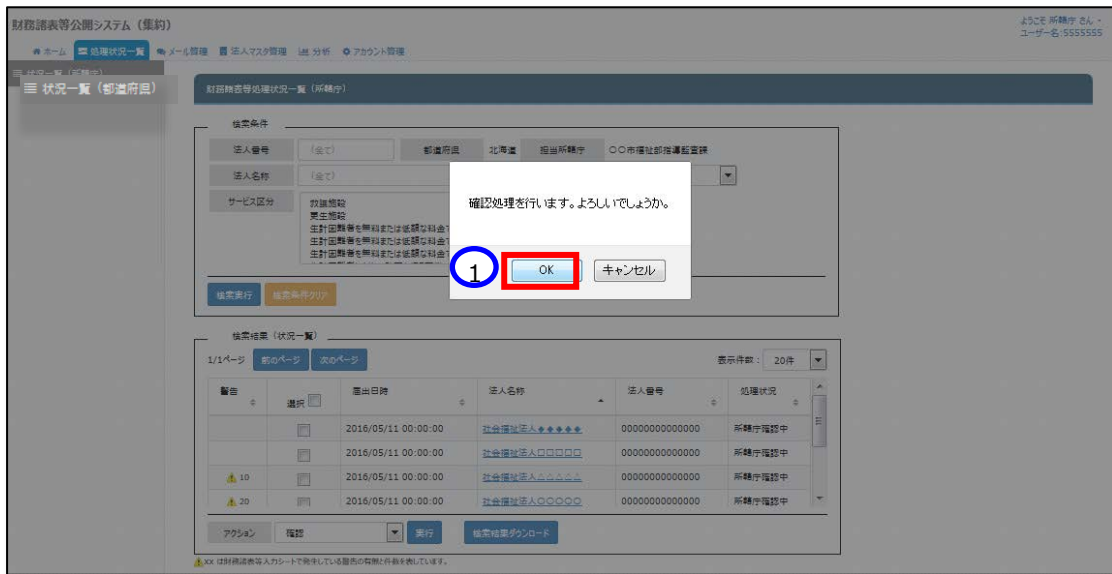 財務諸表等公開システム（集約）
ようこそ 所轄庁 さん
ユーザー名:5555555
ホーム 処理状況一覧 メール管理 法人マスタ管理 分析 アカウント管理
状況一覧（所轄庁）
状況一覧（都道府県）
財務諸表等処理状況一覧（所轄庁）
検索条件
法人番号 （全て） 都道府県 北海道 担当所轄庁 〇〇市福祉部指導監査課
法人名称 （全て）
サービス区分 救護施設
更生施設
生計困難者を無料または低額な料金で
生計困難者を無料または低額な料金で
生計困難者を無料または低額な料金で
確認処理を行います。よろしいでしょうか。
1 OK キャンセル
検索実行 検索条件クリア
検索結果（状況一覧）
1/1ページ 前のページ 次のページ 表示件数： 20件
警告 選択 届出日時 法人名称 法人番号 処理状況
2016/05/11 00:00:00 社会福祉法人◆◆◆◆◆ 00000000000000 所轄庁確認中
2016/05/11 00:00:00 社会福祉法人□□□□□ 00000000000000 所轄庁確認中
10 2016/05/11 00:00:00 社会福祉法人△△△△△ 00000000000000 所轄庁確認中
20 2016/05/11 00:00:00 社会福祉法人〇〇〇〇〇 00000000000000 所轄庁確認中
アクション 確認 実行 検索結果ダウンロード
xx は財務諸表等入力シートで発生している警告の有無と件数を表しています。